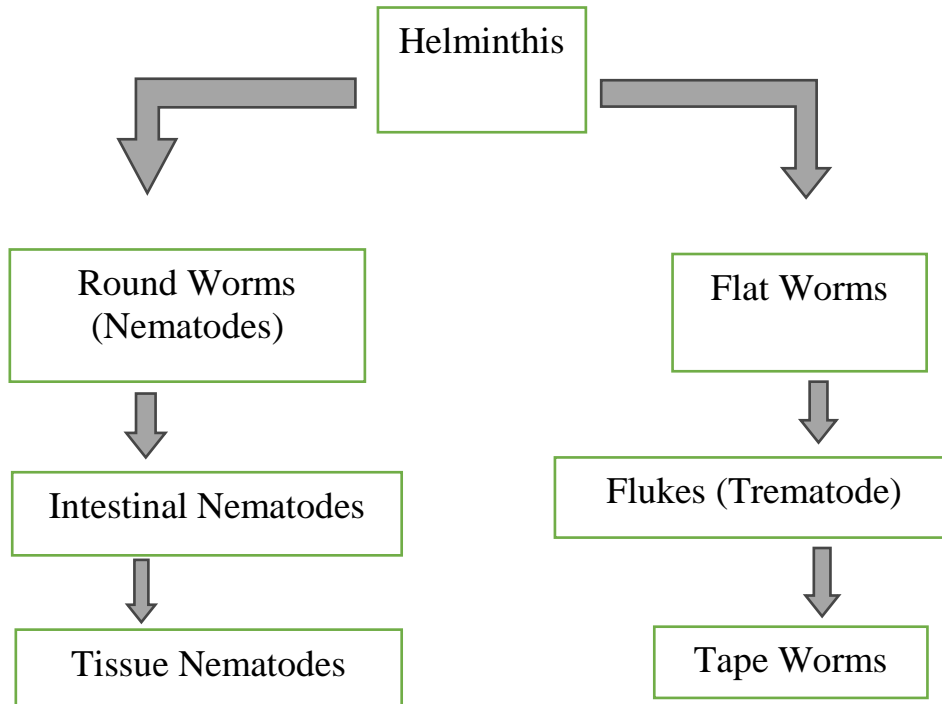 Helminthis
Round Worms
(Nematodes)
Flat Worms
Intestinal Nematodes
Flukes (Trematode)
Tissue Nematodes
Tape Worms